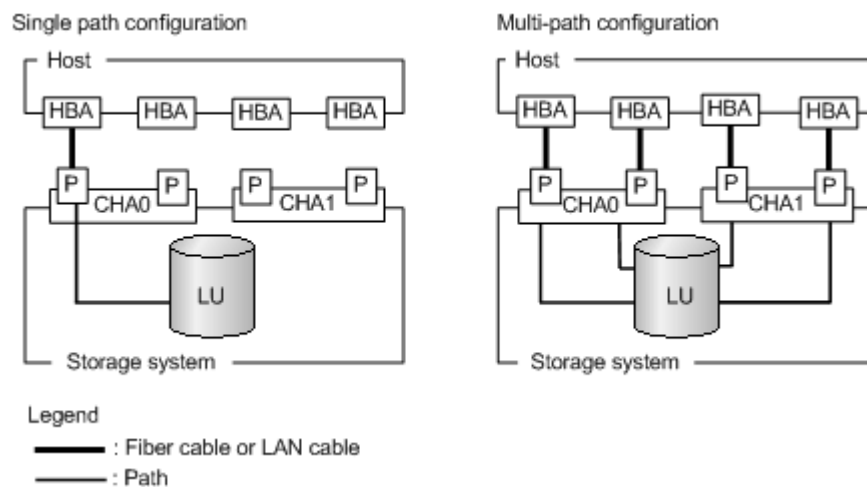 Single path configuration
Host
HBA HBA HBA HBA
P P P P
CHA0 CHA1
LU
Storage system
Multi-path configuration
Host
HBA HBA HBA HBA
P P P P
CHA0 CHA1
LU
Storage system
Legend
: Fiber cable or LAN cable
: Path